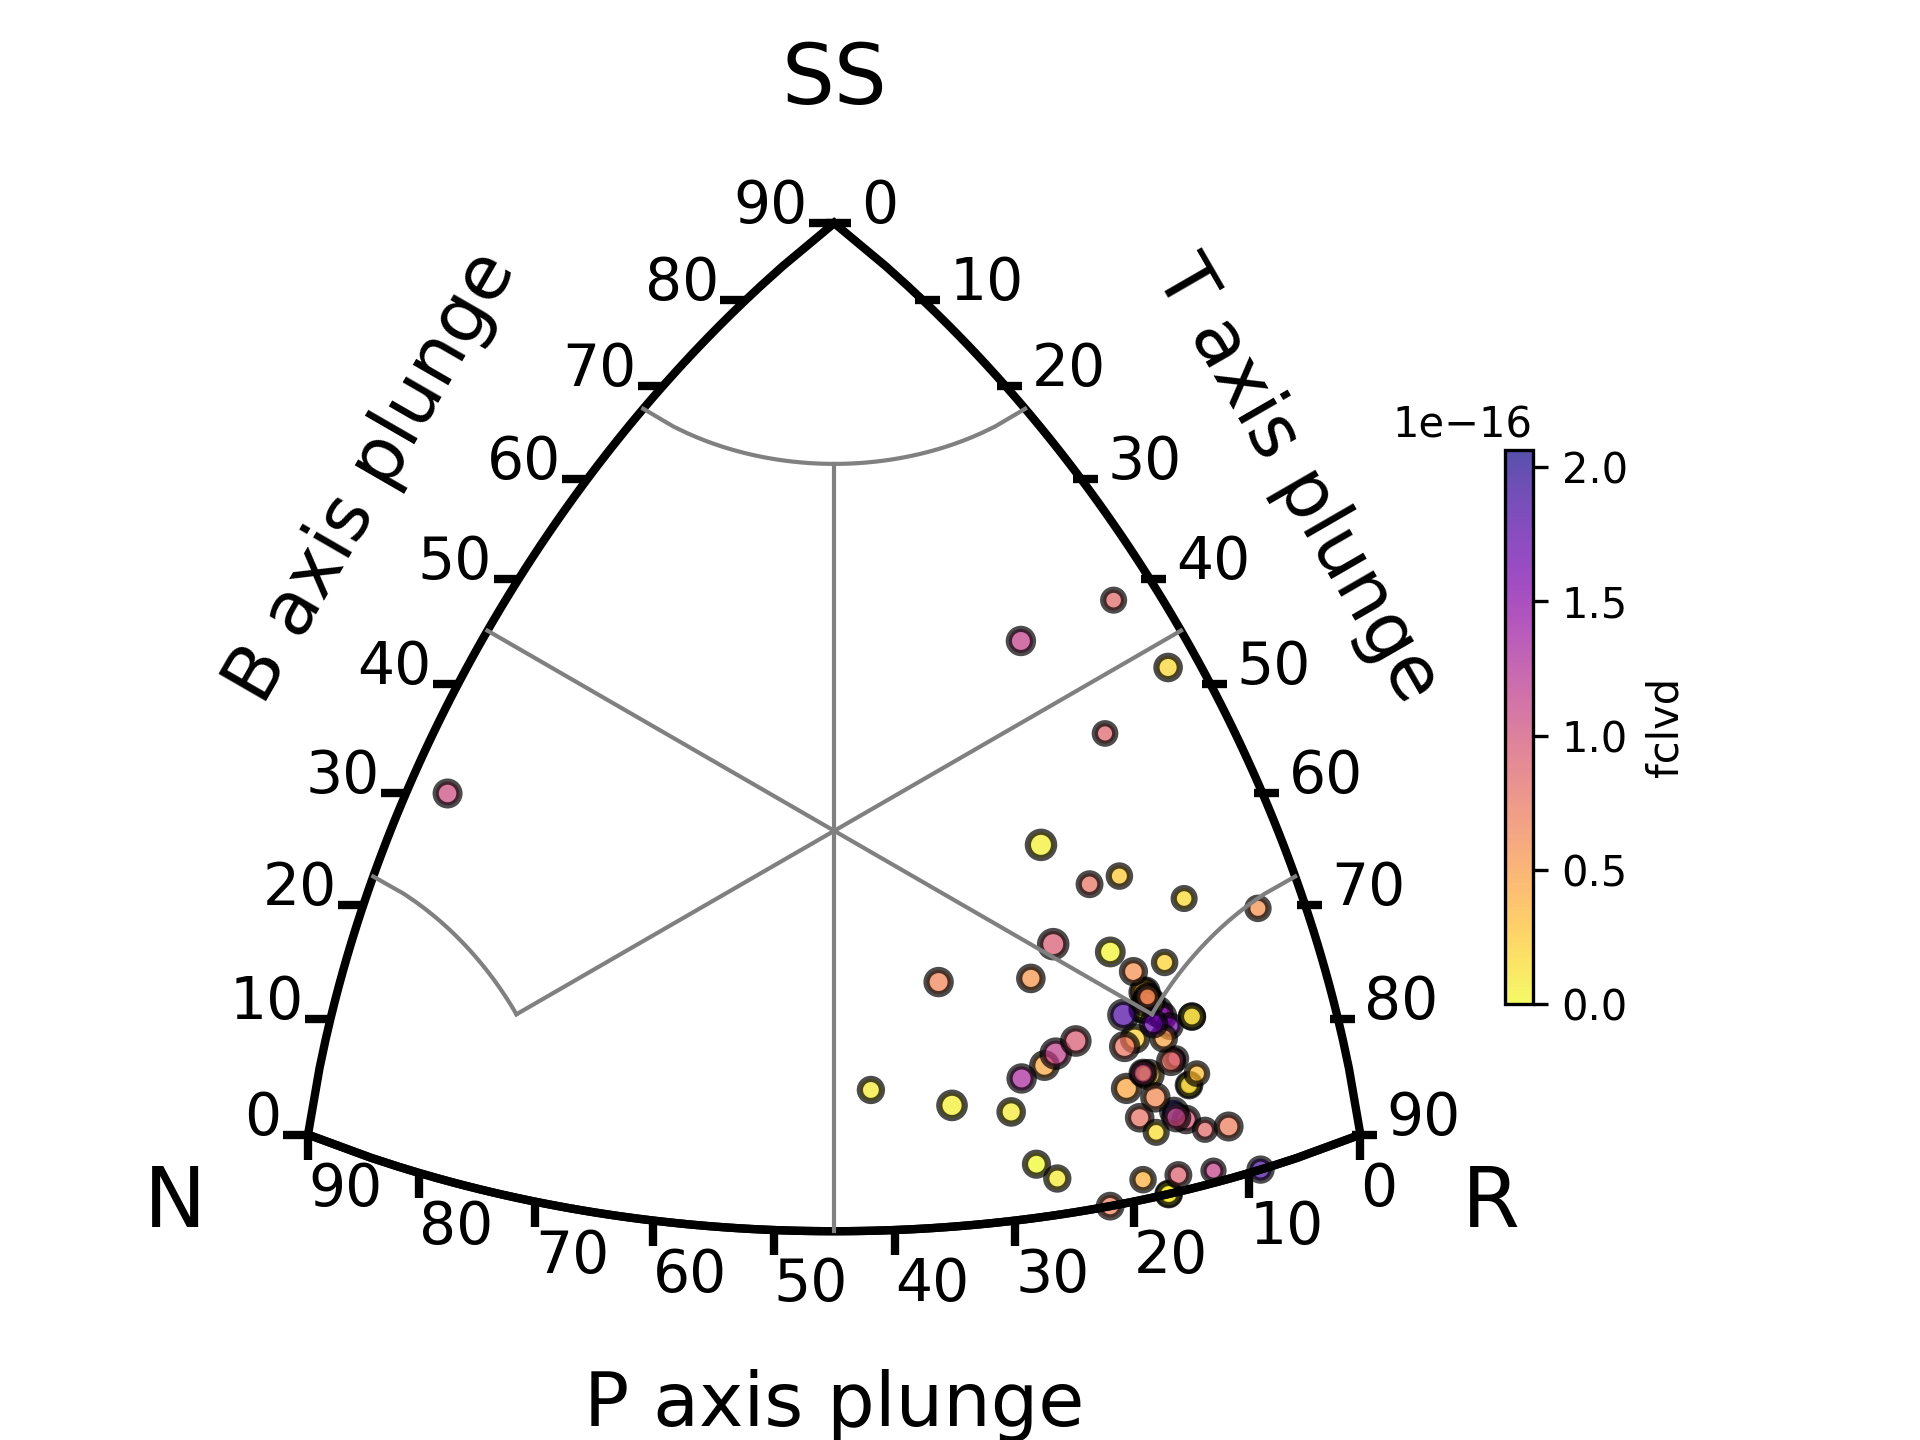 SS
90 0
80 10
70 20
60 30
50 40
40 50
30 60
20 70
10 80
0 90
B axis plunge
T axis plunge
N
R
90 80 70 60 50 40 30 20 10 0
P axis plunge
1e−16
2.0
1.5
1.0
0.5
0.0
fclvd